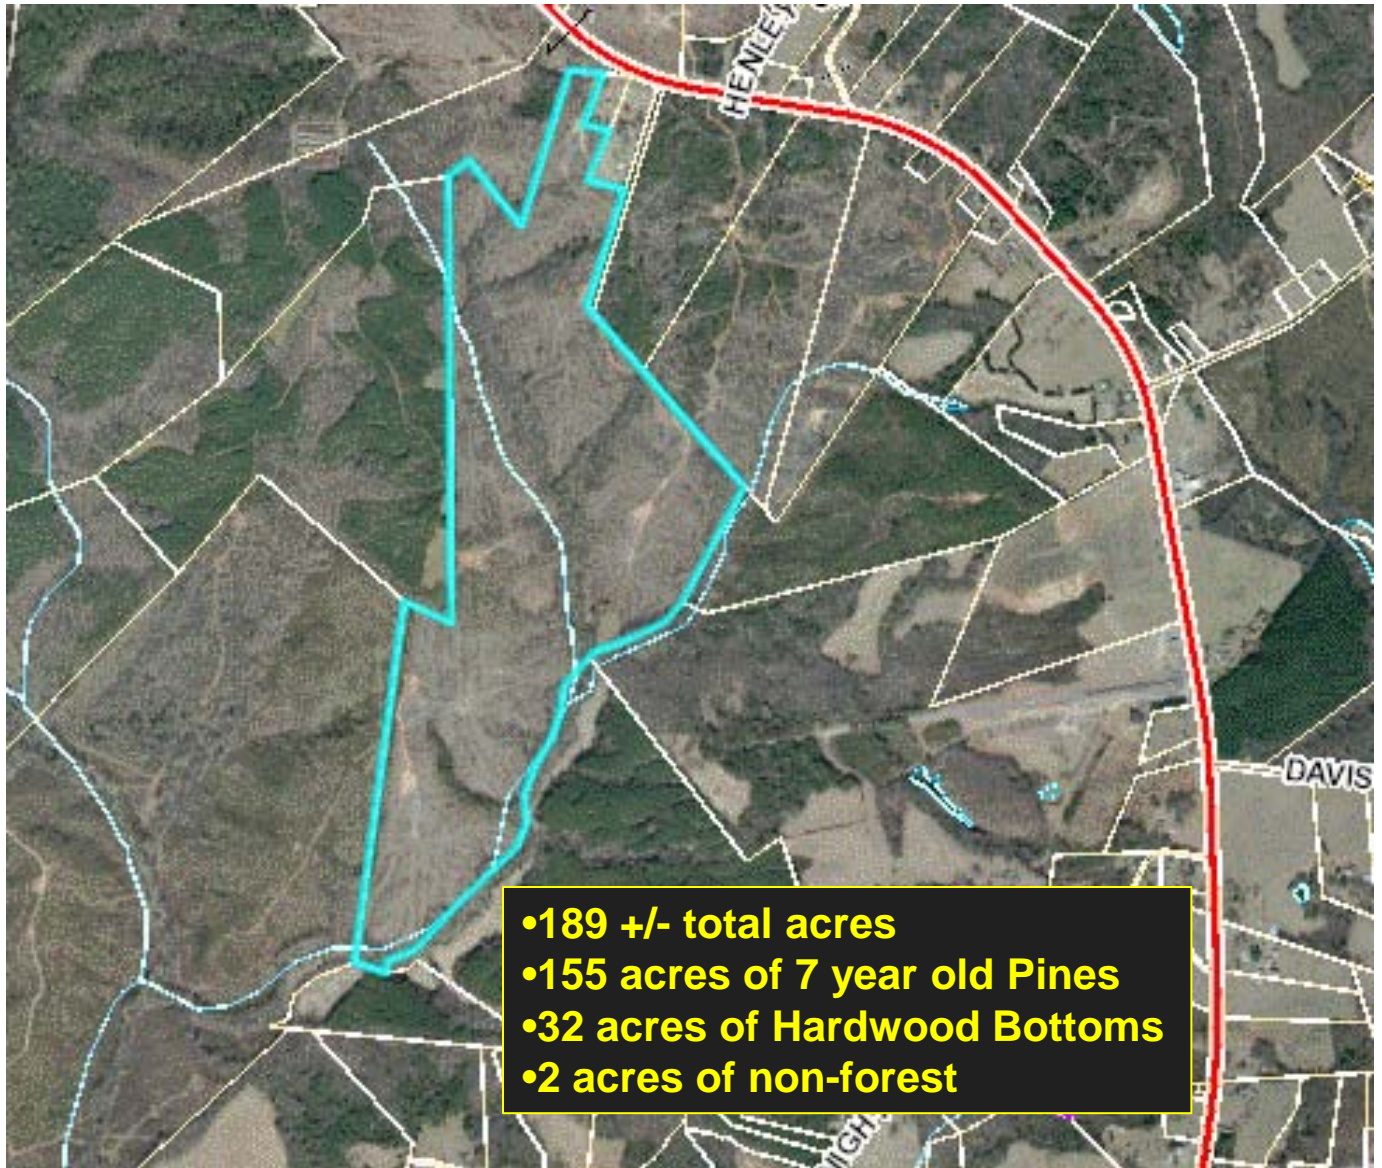 HENLEY
DAVIS
•189 +/- total acres
•155 acres of 7 year old Pines
•32 acres of Hardwood Bottoms
•2 acres of non-forest